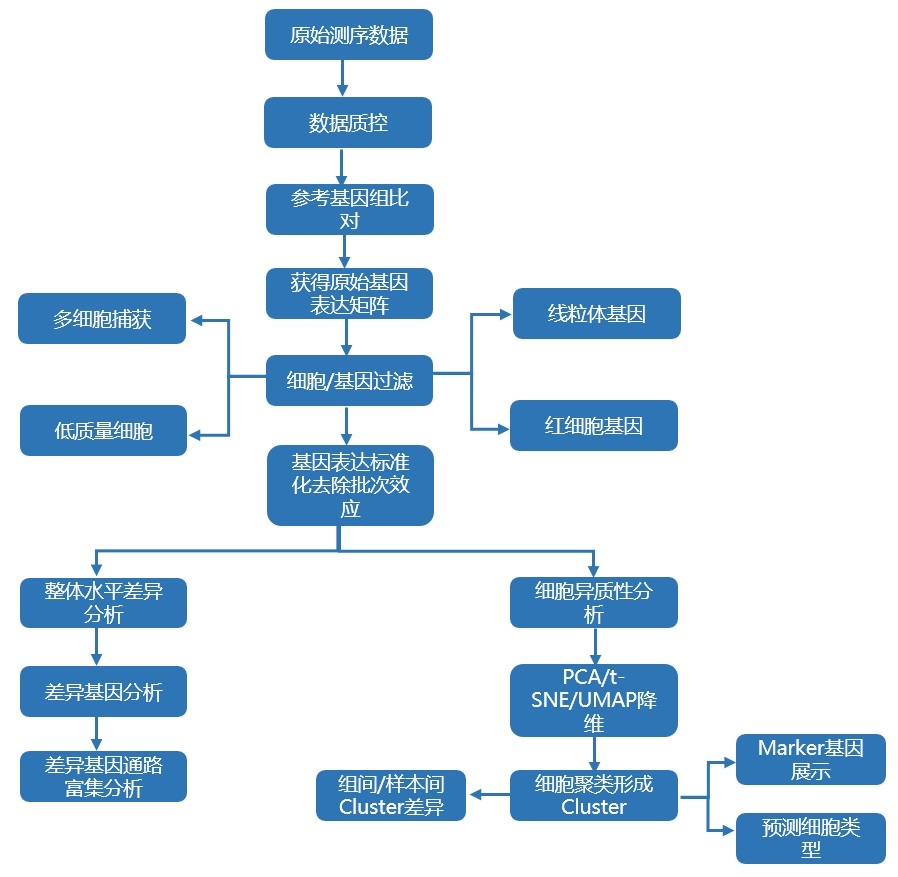 原始测序数据
数据质控
参考基因组比
对
获得原始基因
表达矩阵
多细胞捕获
线粒体基因
细胞/基因过滤
低质量细胞
红细胞基因
基因表达标准
化去除批次效
应
整体水平差异
分析
细胞异质性分
析
差异基因分析
PCA/t-
SNE/UMAP降
维
差异基因通路
富集分析
组间/样本间
Cluster差异
细胞聚类形成
Cluster
Marker基因
展示
预测细胞类
型